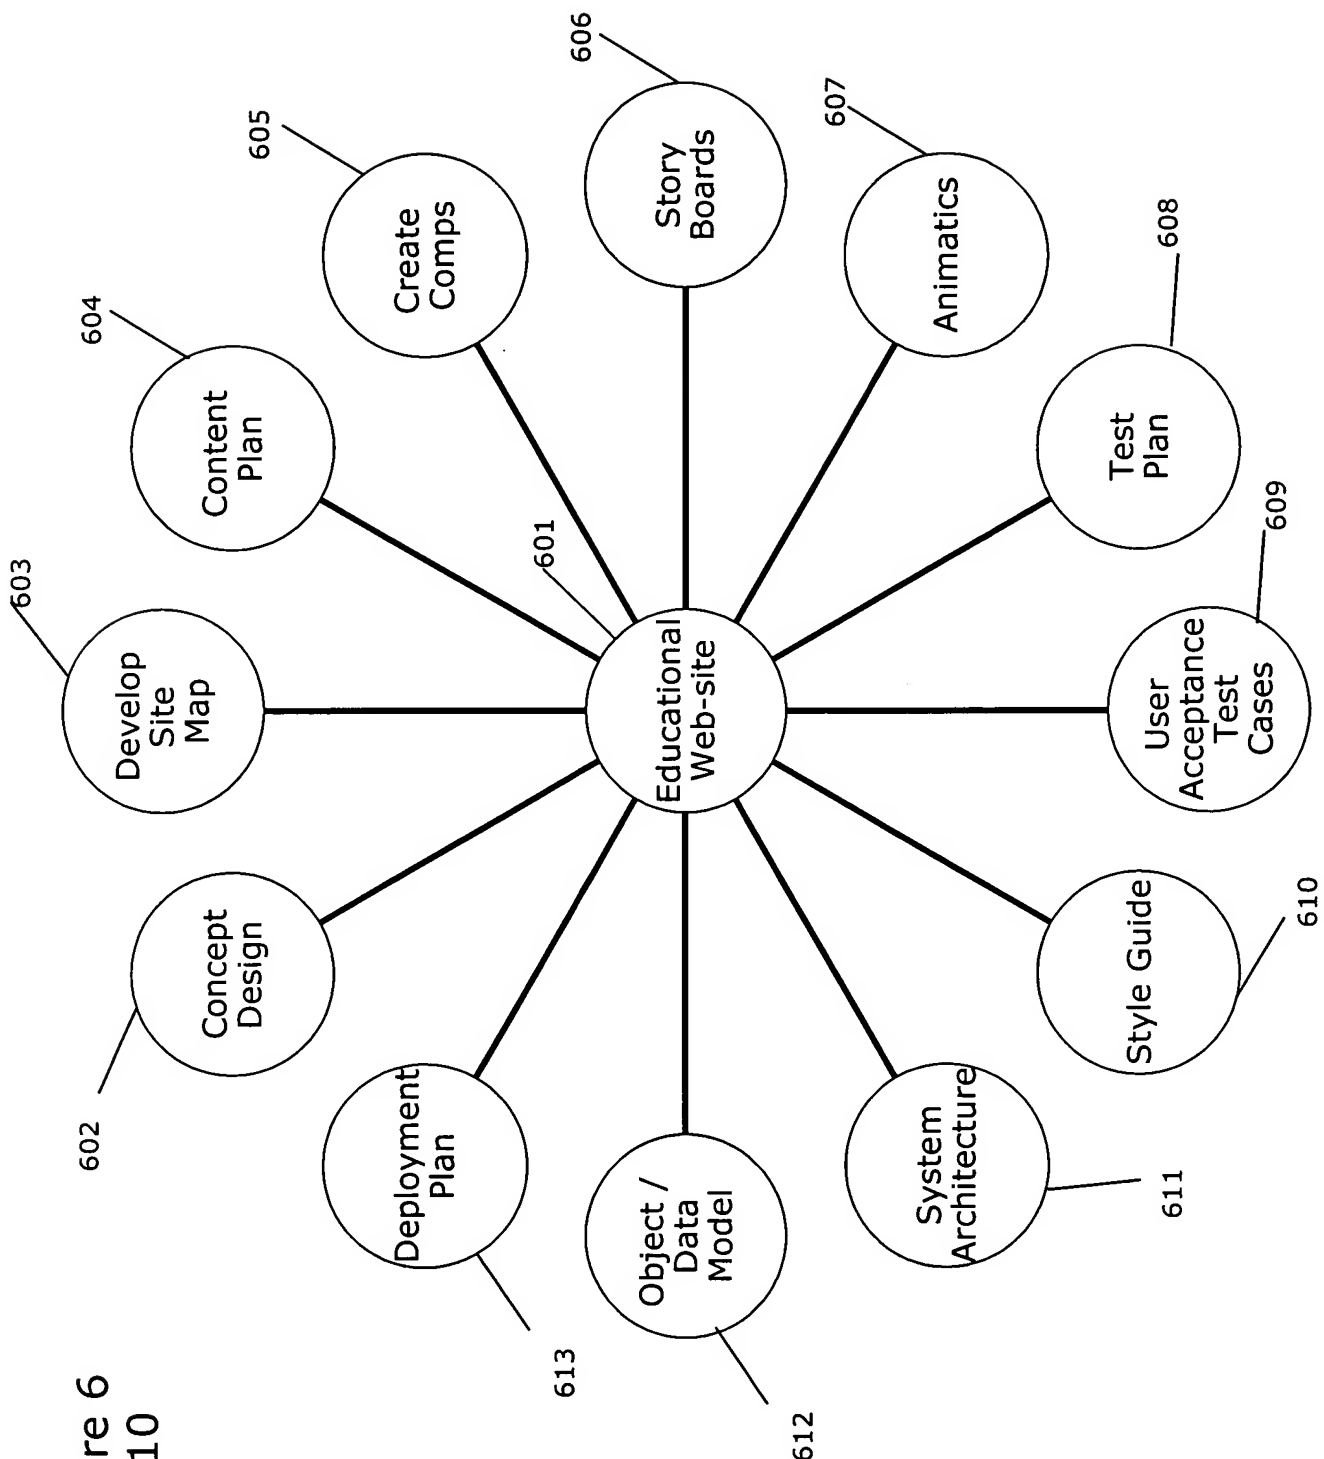 re 6
10
601
Educational
Web-site
602
Concept
Design
603
Develop
Site
Map
604
Content
Plan
605
Create
Comps
606
Story
Boards
607
Animatics
608
Test
Plan
609
User
Acceptance
Test
Cases
610
Style Guide
611
System
Architecture
612
Object /
Data
Model
613
Deployment
Plan